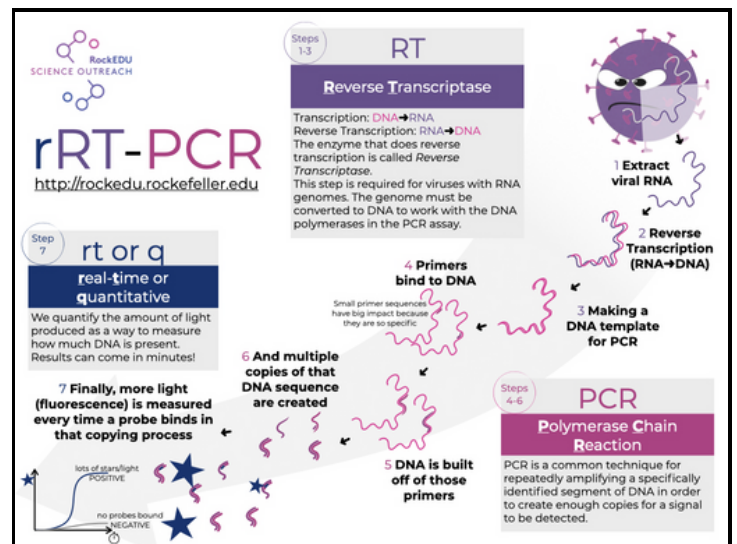 RockEDU
SCIENCE OUTREACH
rRT-PCR
http://rockedu.rockefeller.edu
Steps
1-3
RT
Reverse Transcriptase
Transcription: DNA➔RNA
Reverse Transcription: RNA➔DNA
The enzyme that does reverse
transcription is called Reverse
Transcriptase.
This step is required for viruses with RNA
genomes. The genome must be
converted to DNA to work with the DNA
polymerases in the PCR assay.
1 Extract
viral RNA
2 Reverse
Transcription
(RNA➔DNA)
3 Making a
DNA template
for PCR
4 Primers
bind to DNA
Small primer sequences
have big impact because
they are so specific
5 DNA is built
off of those
primers
6 And multiple
copies of that
DNA sequence
are created
Step
7
rt or q
real-time or
quantitative
We quantify the amount of light
produced as a way to measure
how much DNA is present.
Results can come in minutes!
7 Finally, more light
(fluorescence) is measured
every time a probe binds in
that copying process
lots of stars/light
POSITIVE
no probes bound
NEGATIVE
Steps
4-6
PCR
Polymerase Chain
Reaction
PCR is a common technique for
repeatedly amplifying a specifically
identified segment of DNA in order
to create enough copies for a signal
to be detected.